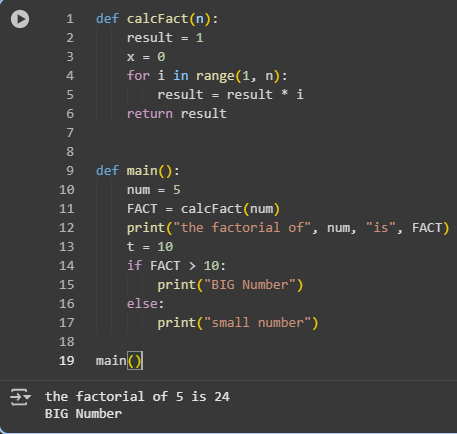 1 def calcFact(n):
2     result = 1
3     x = 0
4     for i in range(1, n):
5         result = result * i
6     return result
7
8
9 def main():
10     num = 5
11     FACT = calcFact(num)
12     print("the factorial of", num, "is", FACT)
13     t = 10
14     if FACT > 10:
15         print("BIG Number")
16     else:
17         print("small number")
18
19 main()
the factorial of 5 is 24
BIG Number